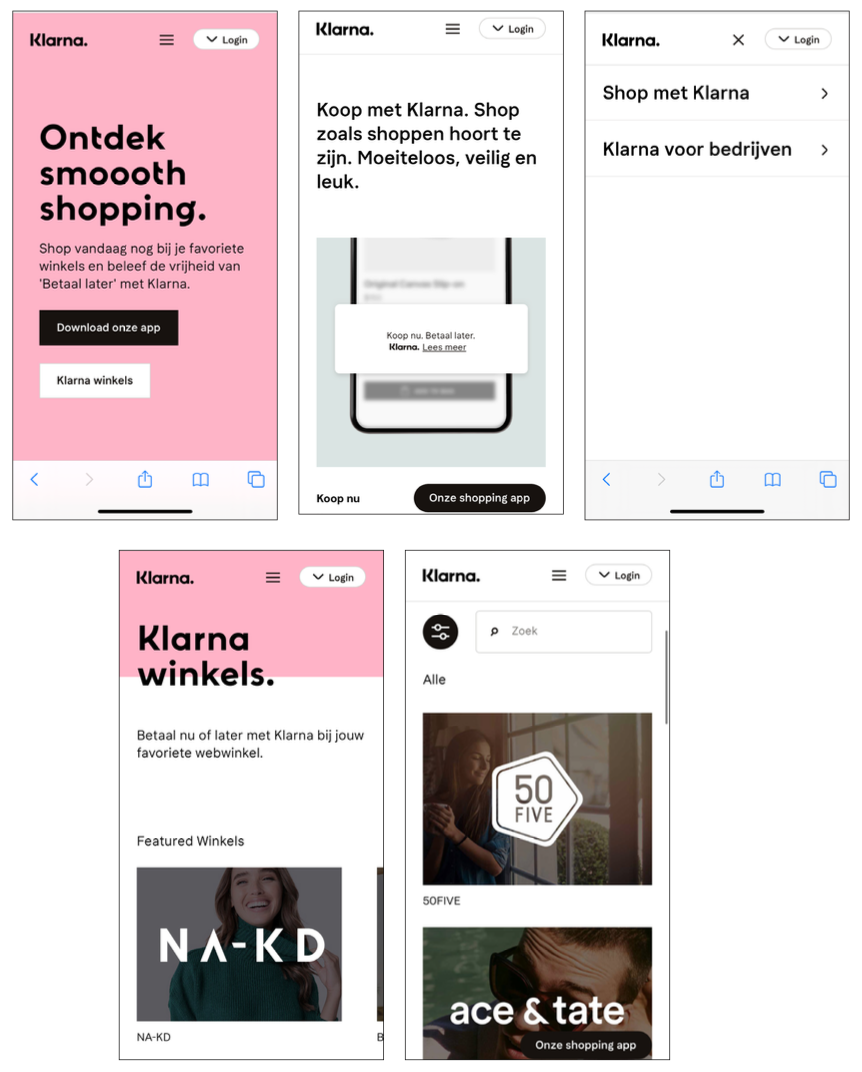 Klarna.
Login
Ontdek
smoooth
shopping.
Shop vandaag nog bij je favoriete
winkels en beleef de vrijheid van
'Betaal later' met Klarna.
Download onze app
Klarna winkels
Klarna.
Login
Koop met Klarna. Shop
zoals shoppen hoort te
zijn. Moeiteloos, veilig en
leuk.
Original Canvas Slip-on
Koop nu. Betaal later.
Klarna. Lees meer
Koop nu
Onze shopping app
Klarna.
Login
Shop met Klarna
Klarna voor bedrijven
Klarna.
Login
Klarna
winkels.
Betaal nu of later met Klarna bij jouw
favoriete webwinkel.
Featured Winkels
NA-KD
NA-KD
B
Klarna.
Login
Zoek
Alle
50
FIVE
50FIVE
ace & tate
Onze shopping app